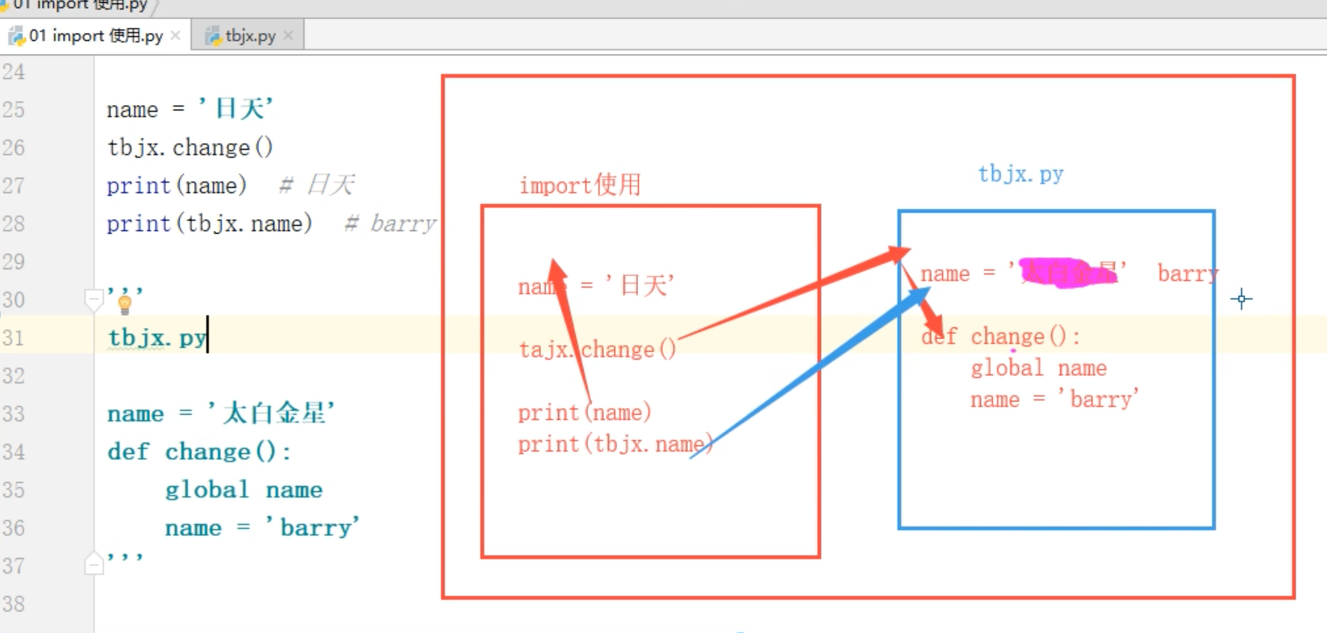 01 import 使用.py
01 import 使用.py
tbjx.py
24
25 name = '日天'
26 tbjx.change()
27 print(name) # 日天
28 print(tbjx.name) # barry
29
30 '''
31 tbjx.py
32
33 name = '太白金星'
34 def change():
35 global name
36 name = 'barry'
37 '''
38
import使用
name = '日天'
tajx.change()
print(name)
print(tbjx.name)
tbjx.py
name = '太白金星' barry
def change():
global name
name = 'barry'